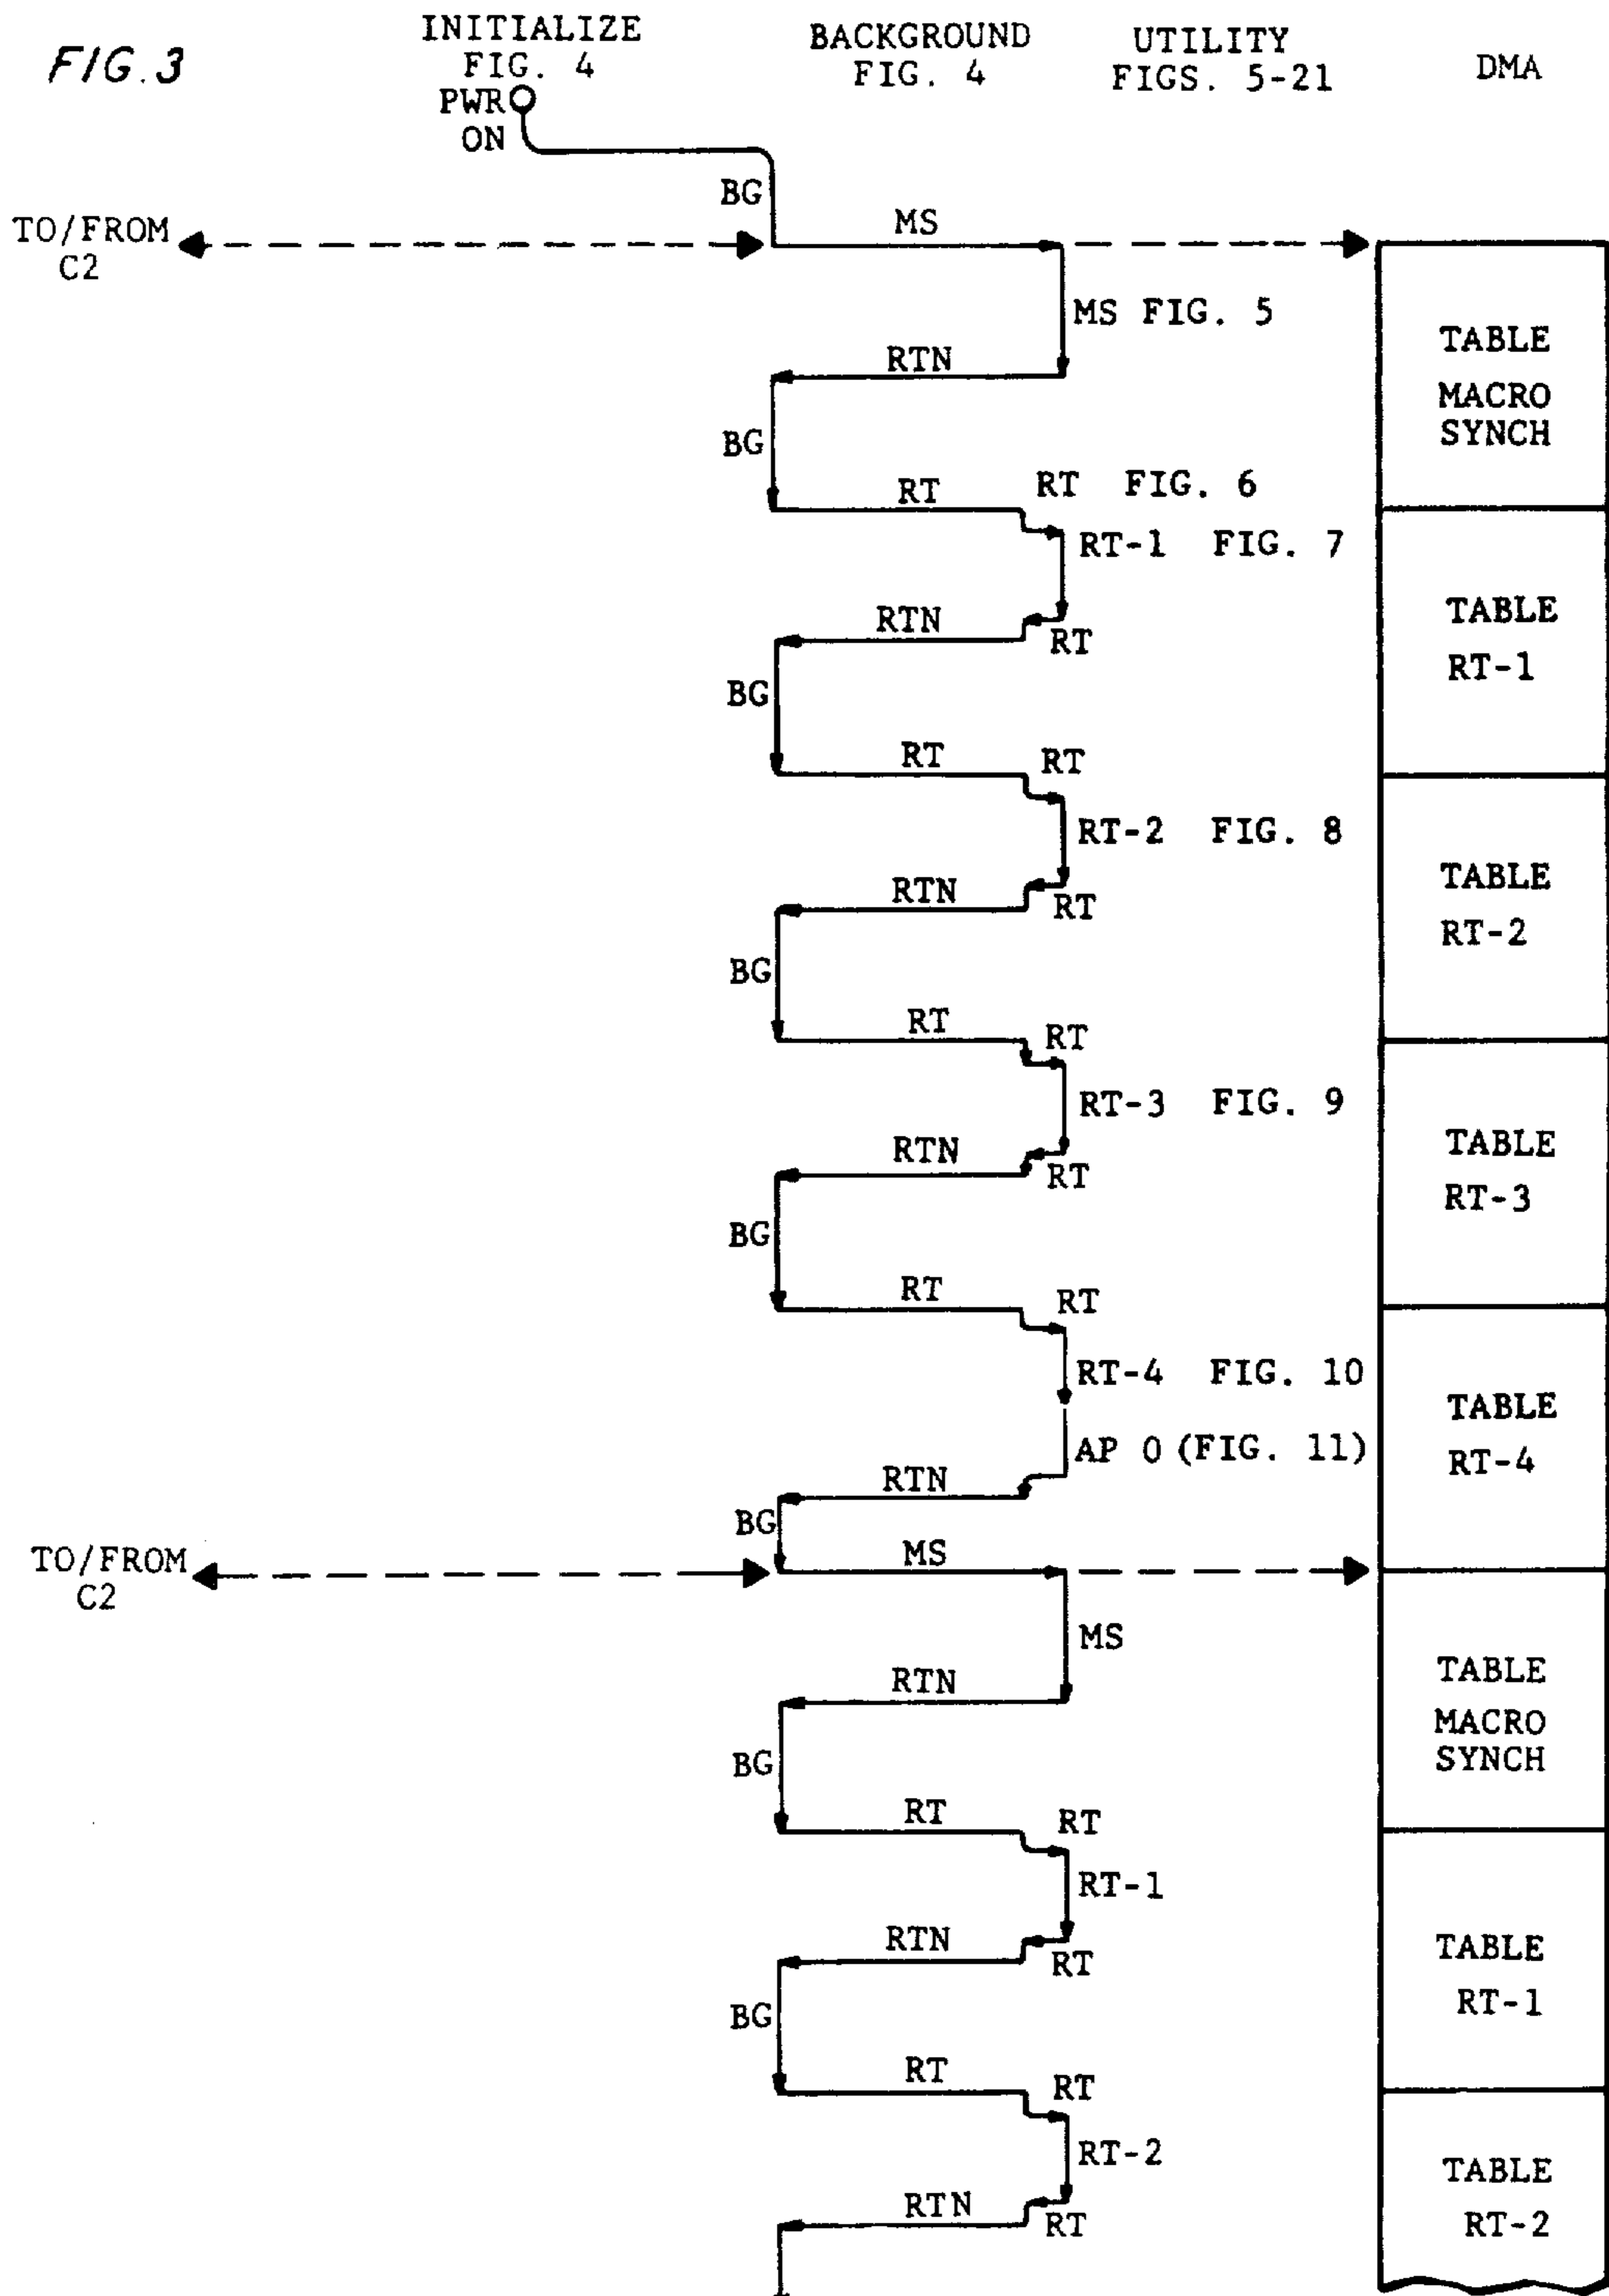 FIG.3
INITIALIZE
FIG. 4
BACKGROUND
FIG. 4
UTILITY
FIGS. 5-21
DMA
PWR
ON
BG
TO/FROM
C2
MS
MS FIG. 5
TABLE
MACRO
SYNCH
RTN
BG
RT
RT FIG. 6
RT-1 FIG. 7
TABLE
RT-1
RTN
RT
BG
RT
RT
RT-2 FIG. 8
TABLE
RT-2
RTN
RT
BG
RT
RT
RT-3 FIG. 9
TABLE
RT-3
RTN
RT
BG
RT
RT
RT-4 FIG. 10
TABLE
RT-4
AP 0 (FIG. 11)
RTN
BG
TO/FROM
C2
MS
MS
TABLE
MACRO
SYNCH
RTN
BG
RT
RT
RT-1
TABLE
RT-1
RTN
RT
BG
RT
RT
RT-2
TABLE
RT-2
RTN
RT